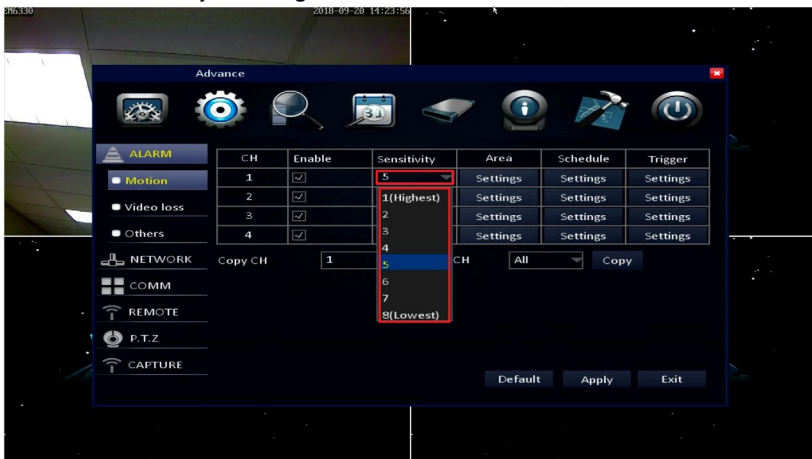 EM6330 2018-09-20 14:23:56
Advance
31
ALARM
Motion
Video loss
Others
NETWORK
COMM
REMOTE
P.T.Z
CAPTURE
CH Enable Sensitivity Area Schedule Trigger
1 5 Settings Settings Settings
2 Settings Settings Settings
3 Settings Settings Settings
4 Settings Settings Settings
1(Highest)
2
3
4
5
6
7
8(Lowest)
Copy CH 1 CH All Copy
Default Apply Exit